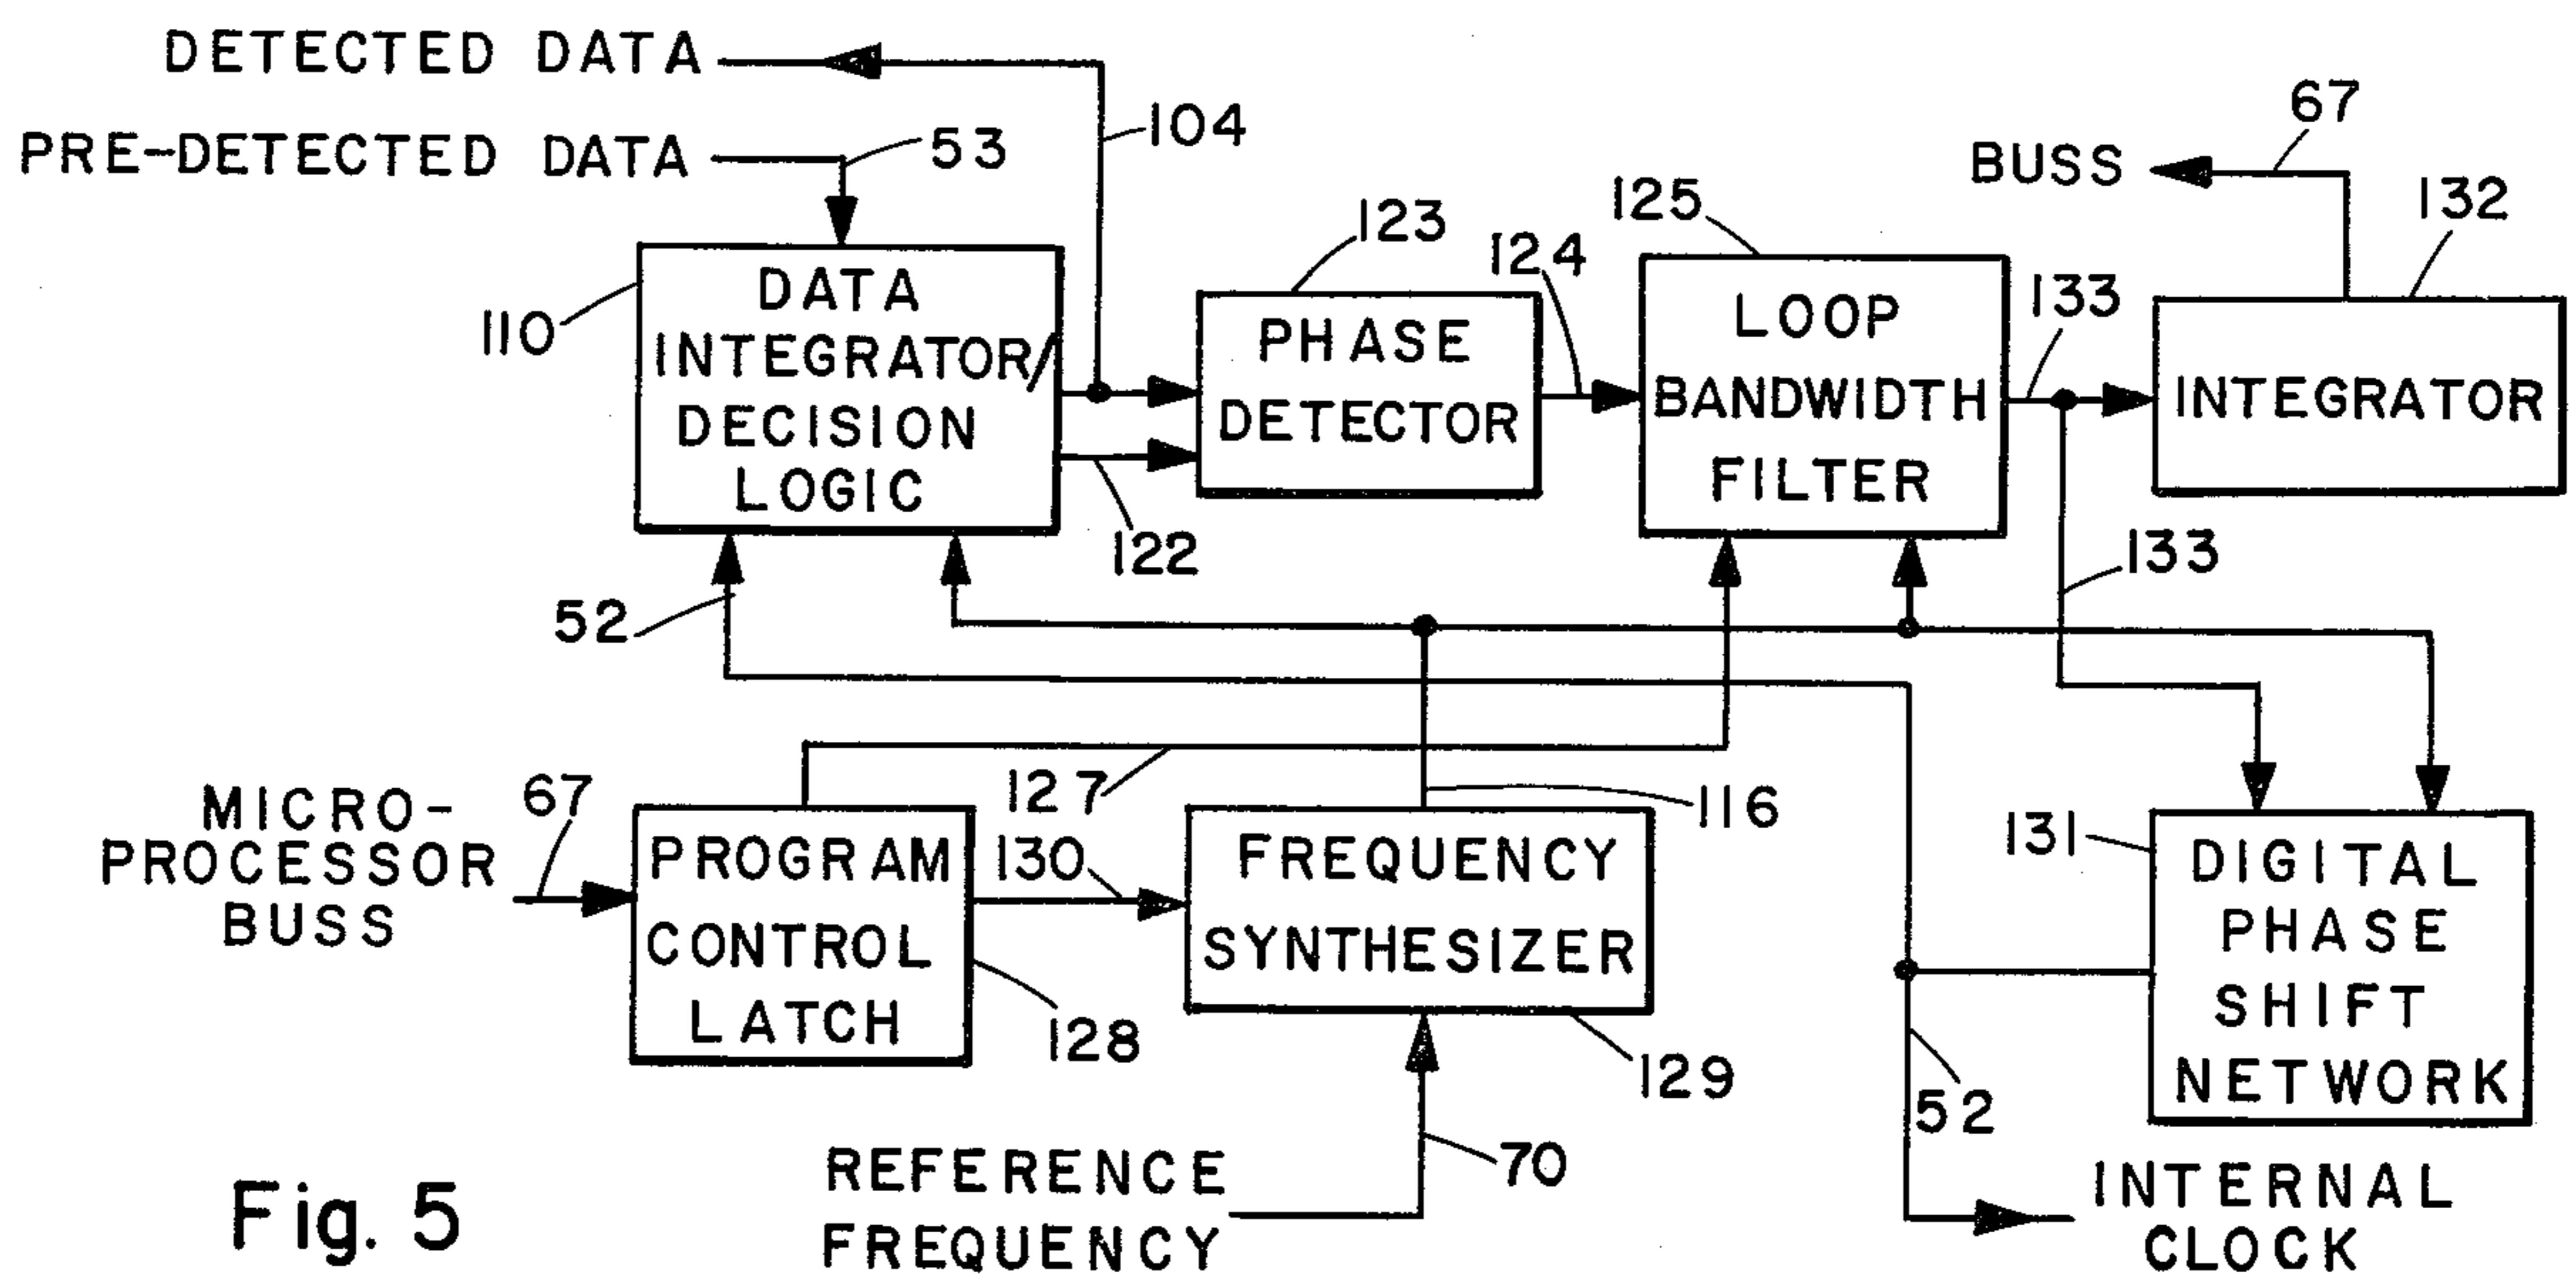 DETECTED DATA
104
PRE-DETECTED DATA
53
BUSS
67
132
125
123
124
133
110
DATA
INTEGRATOR/
DECISION
LOGIC
PHASE
DETECTOR
LOOP
BANDWIDTH
FILTER
INTEGRATOR
122
133
52
127
116
MICRO-
PROCESSOR
BUSS
67
PROGRAM
CONTROL
LATCH
130
FREQUENCY
SYNTHESIZER
131
DIGITAL
PHASE
SHIFT
NETWORK
128
129
52
REFERENCE
FREQUENCY
70
INTERNAL
CLOCK
Fig. 5